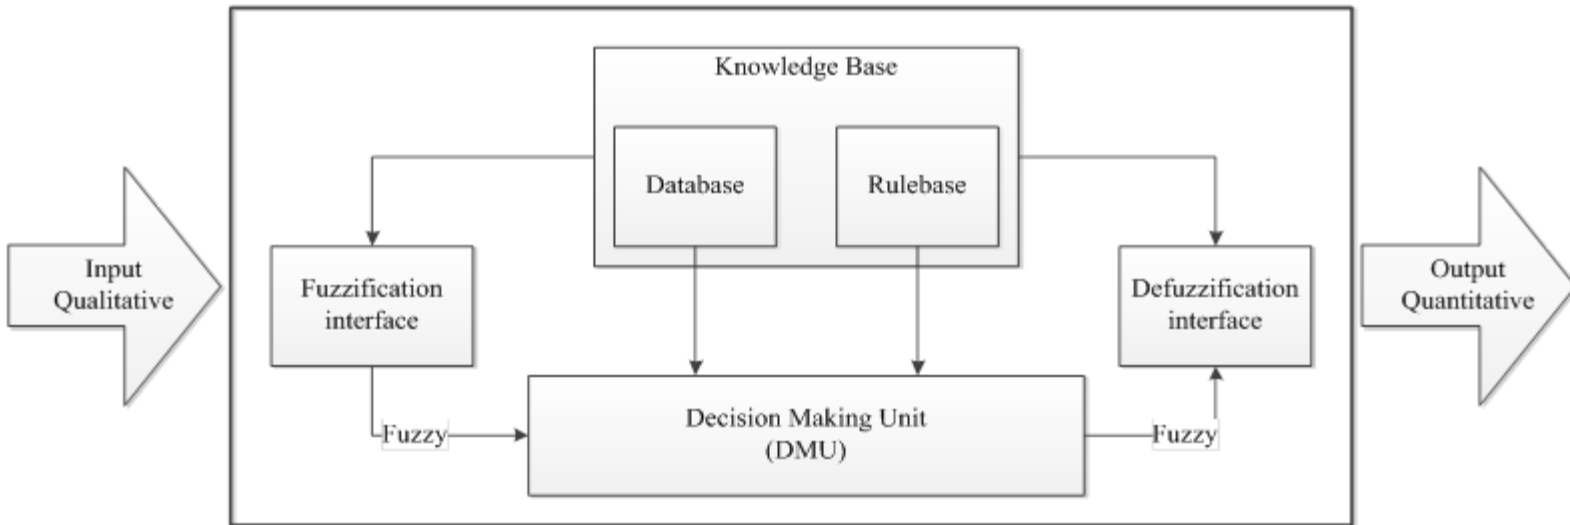 Knowledge Base
Database
Rulebase
Input
Qualitative
Fuzzification
interface
Defuzzification
interface
Output
Quantitative
Fuzzy
Decision Making Unit
(DMU)
Fuzzy